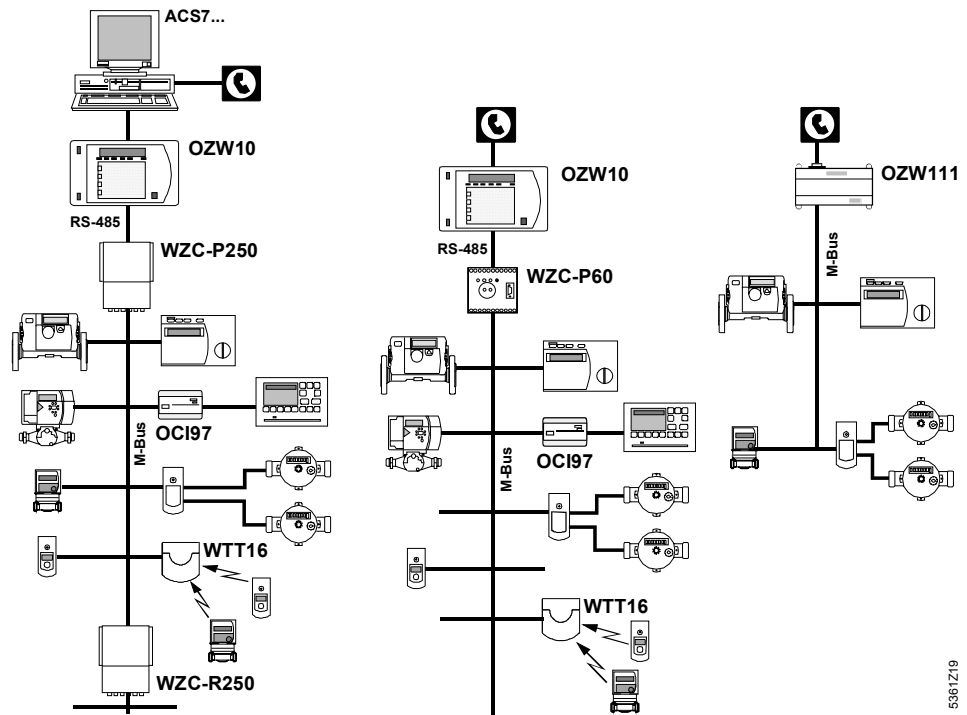 ACS7...
OZW10
RS-485
WZC-P250
OCI97
M-Bus
WTT16
WZC-R250
OZW10
RS-485
WZC-P60
OCI97
M-Bus
WTT16
OZW111
M-Bus
5361Z19